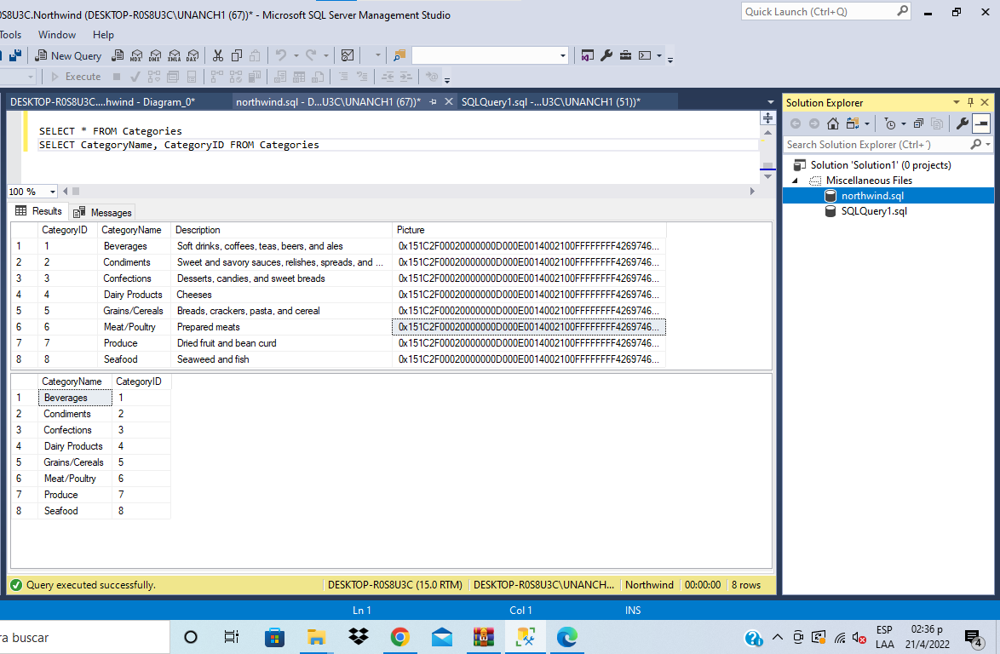 0S8U3C.Northwind (DESKTOP-R0S8U3C\UNANCH1 (67))* - Microsoft SQL Server Management Studio
Quick Launch (Ctrl+Q)
Tools Window Help
New Query MDX DMX XMLA DAX
Execute
DESKTOP-R0S8U3C....hwind - Diagram_0* northwind.sql - D...U3C\UNANCH1 (67))* SQLQuery1.sql -...U3C\UNANCH1 (51))*
SELECT * FROM Categories
SELECT CategoryName, CategoryID FROM Categories
100 %
Results Messages
CategoryID CategoryName Description Picture
1 1 Beverages Soft drinks, coffees, teas, beers, and ales 0x151C2F00020000000D000E0014002100FFFFFFFF4269746...
2 2 Condiments Sweet and savory sauces, relishes, spreads, and ... 0x151C2F00020000000D000E0014002100FFFFFFFF4269746...
3 3 Confections Desserts, candies, and sweet breads 0x151C2F00020000000D000E0014002100FFFFFFFF4269746...
4 4 Dairy Products Cheeses 0x151C2F00020000000D000E0014002100FFFFFFFF4269746...
5 5 Grains/Cereals Breads, crackers, pasta, and cereal 0x151C2F00020000000D000E0014002100FFFFFFFF4269746...
6 6 Meat/Poultry Prepared meats 0x151C2F00020000000D000E0014002100FFFFFFFF4269746...
7 7 Produce Dried fruit and bean curd 0x151C2F00020000000D000E0014002100FFFFFFFF4269746...
8 8 Seafood Seaweed and fish 0x151C2F00020000000D000E0014002100FFFFFFFF4269746...
CategoryName CategoryID
1 Beverages 1
2 Condiments 2
3 Confections 3
4 Dairy Products 4
5 Grains/Cereals 5
6 Meat/Poultry 6
7 Produce 7
8 Seafood 8
Query executed successfully. DESKTOP-R0S8U3C (15.0 RTM) DESKTOP-R0S8U3C\UNANCH... Northwind 00:00:00 8 rows
Solution Explorer
Search Solution Explorer (Ctrl+´)
Solution 'Solution1' (0 projects)
Miscellaneous Files
northwind.sql
SQLQuery1.sql
Ln 1 Col 1 INS
ra buscar
ESP
LAA
02:36 p
21/4/2022
4